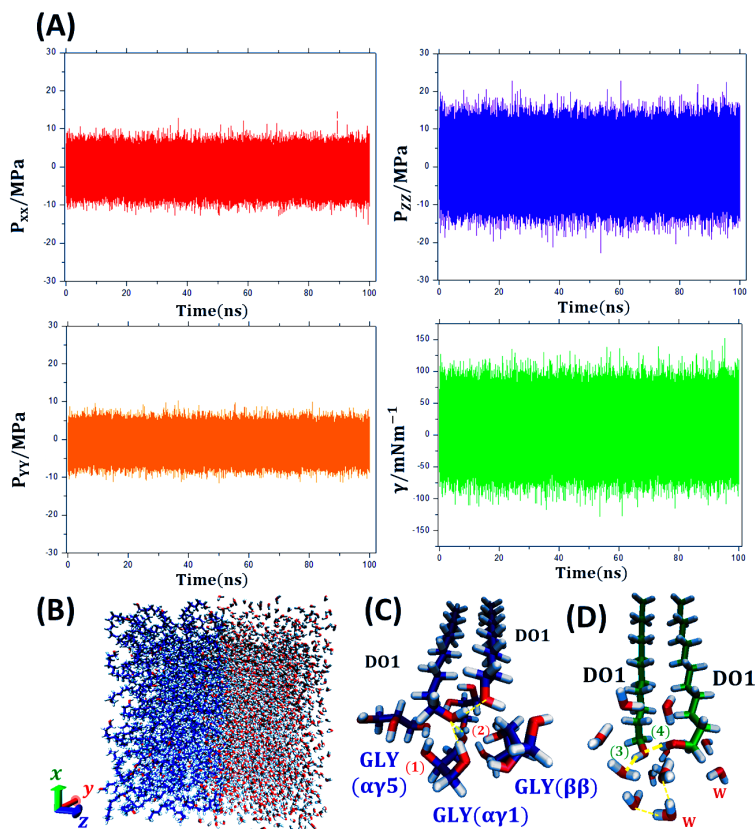 (A)
30
20
10
0
-10
-20
-30
P_xx/MPa
0 20 40 60 80 100
Time(ns)
30
20
10
0
-10
-20
-30
P_ZZ/MPa
0 20 40 60 80 100
Time(ns)
30
20
10
0
-10
-20
-30
P_YY/MPa
0 20 40 60 80 100
Time(ns)
150
100
50
0
-50
-100
-150
γ/mNm⁻¹
0 20 40 60 80 100
Time(ns)
(B)
x
y
z
(C)
DO1
DO1
(2)
(1)
GLY
(αγ5)
GLY(αγ1)
GLY(ββ)
(D)
DO1
DO1
(4)
(3)
W
W